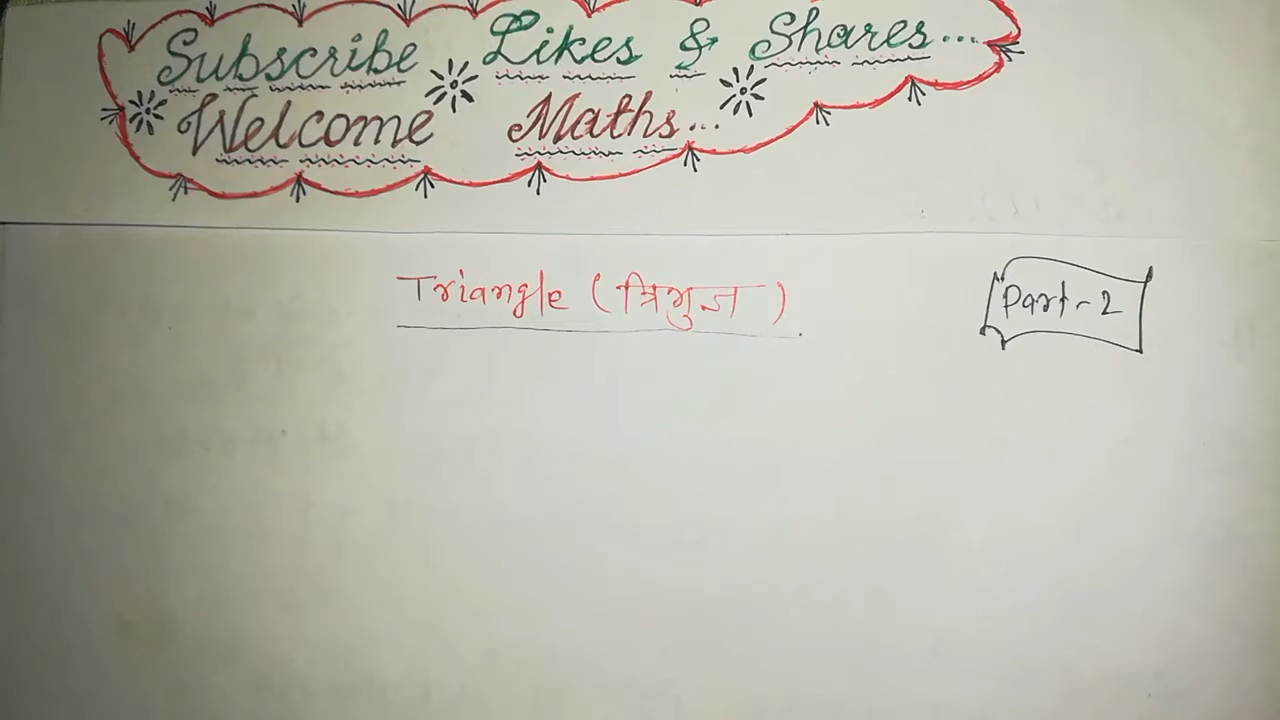 Subscribe Likes & Shares...
Welcome Maths...
Triangle (त्रिभुज)
Part-2